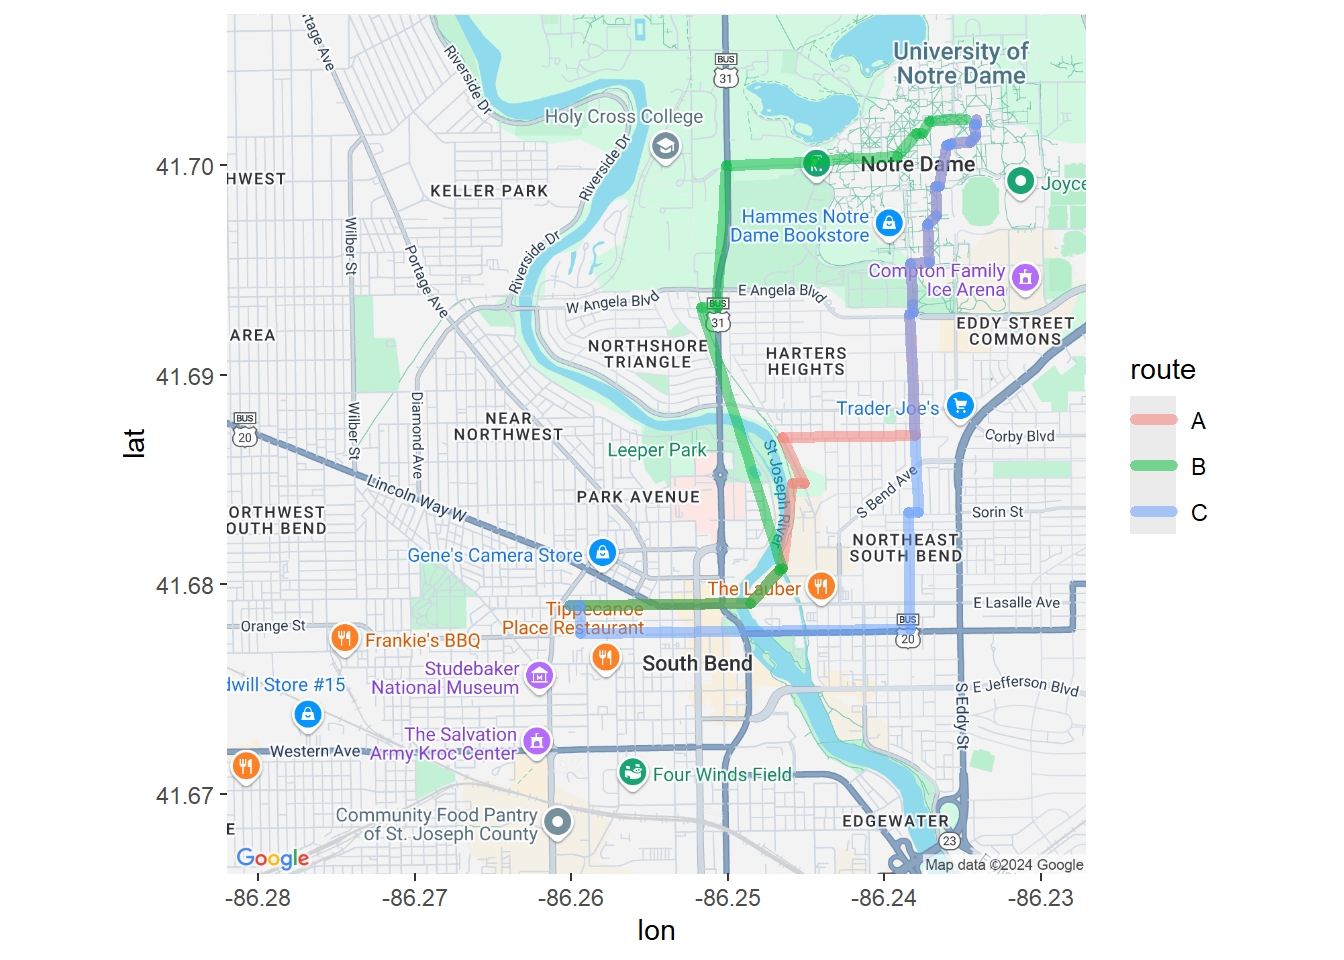 University of
Notre Dame
BUS
31
tage Ave
Riverside Dr
Holy Cross College
Riverside Dr
41.70
HWEST
KELLER PARK
Notre Dame
Joyce
Hammes Notre
Dame Bookstore
Wilber St
Portage Ave
Riverside Dr
Compton Family
Ice Arena
W Angela Blvd
E Angela Blvd
BUS
31
AREA
EDDY STREET
COMMONS
NORTHSHORE
TRIANGLE
HARTERS
HEIGHTS
41.69
route
A
B
C
Wilber St
Diamond Ave
Trader Joe's
BUS
20
NEAR
NORTHWEST
Corby Blvd
Leeper Park
St Joseph River
Lincoln Way W
PARK AVENUE
S Bend Ave
ORTHWEST
OUTH BEND
Sorin St
NORTHEAST
SOUTH BEND
Gene's Camera Store
41.68
The Lauber
E Lasalle Ave
Tippecanoe
Place Restaurant
Orange St
Frankie's BBQ
BUS
20
South Bend
Studebaker
National Museum
dwill Store #15
E Jefferson Blvd
S Eddy St
The Salvation
Army Kroc Center
Western Ave
Four Winds Field
41.67
Community Food Pantry
of St. Joseph County
E
EDGEWATER
23
Google
Map data ©2024 Google
-86.28
-86.27
-86.26
-86.25
-86.24
-86.23
lon
lat